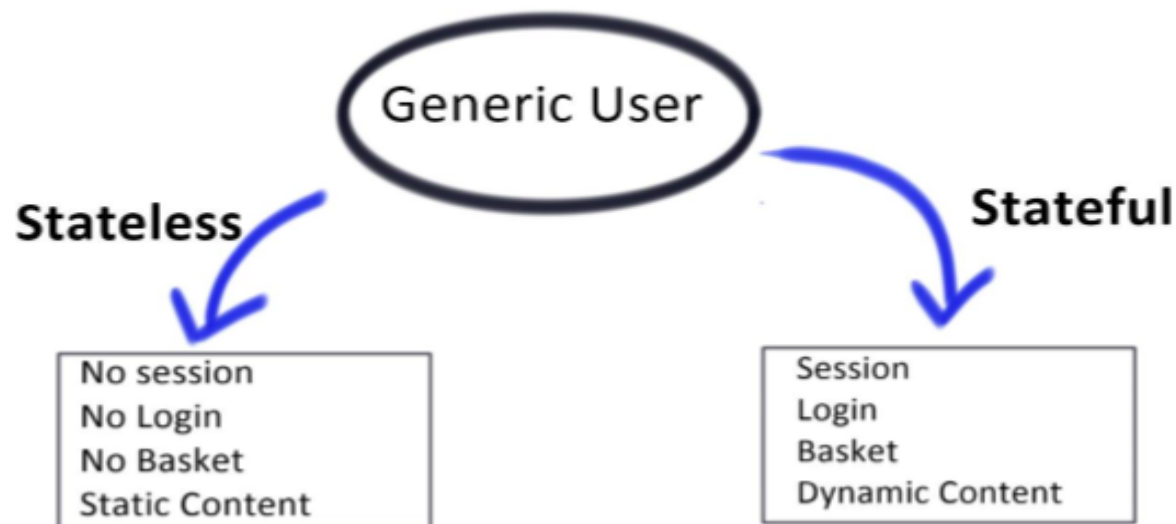 Generic User
Stateless
Stateful
No session
No Login
No Basket
Static Content
Session
Login
Basket
Dynamic Content